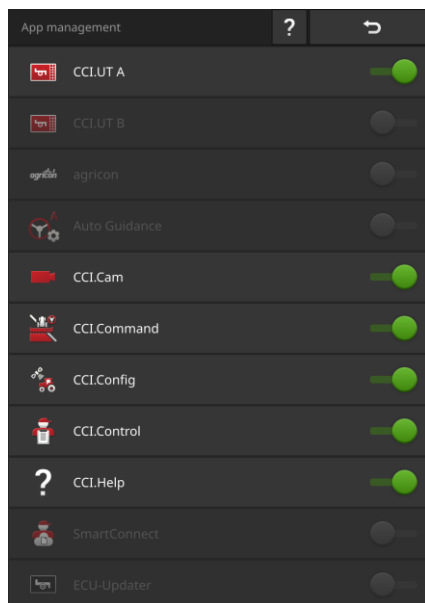 App management ?
CCI.UT A
CCI.UT B
agricon agricon
A
Auto Guidance
CCI.Cam
CCI.Command
CCI.Config
CCI.Control
? CCI.Help
SmartConnect
ECU-Updater